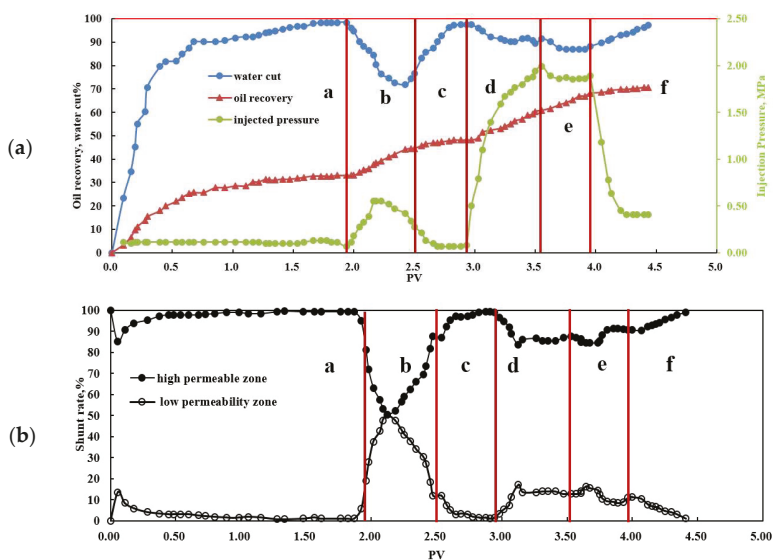 (a)
Oil recovery, water cut%
100
90
80
70
60
50
40
30
20
10
0
water cut
oil recovery
injected pressure
a
b
c
d
e
f
2.50
2.00
1.50
1.00
0.50
0.00
Injection Pressure, MPa
0.0 0.5 1.0 1.5 2.0 2.5 3.0 3.5 4.0 4.5 5.0
PV
(b)
Shunt rate,%
100
90
80
70
60
50
40
30
20
10
0
high permeable zone
low permeability zone
a
b
c
d
e
f
0.00 0.50 1.00 1.50 2.00 2.50 3.00 3.50 4.00 4.50 5.00
PV